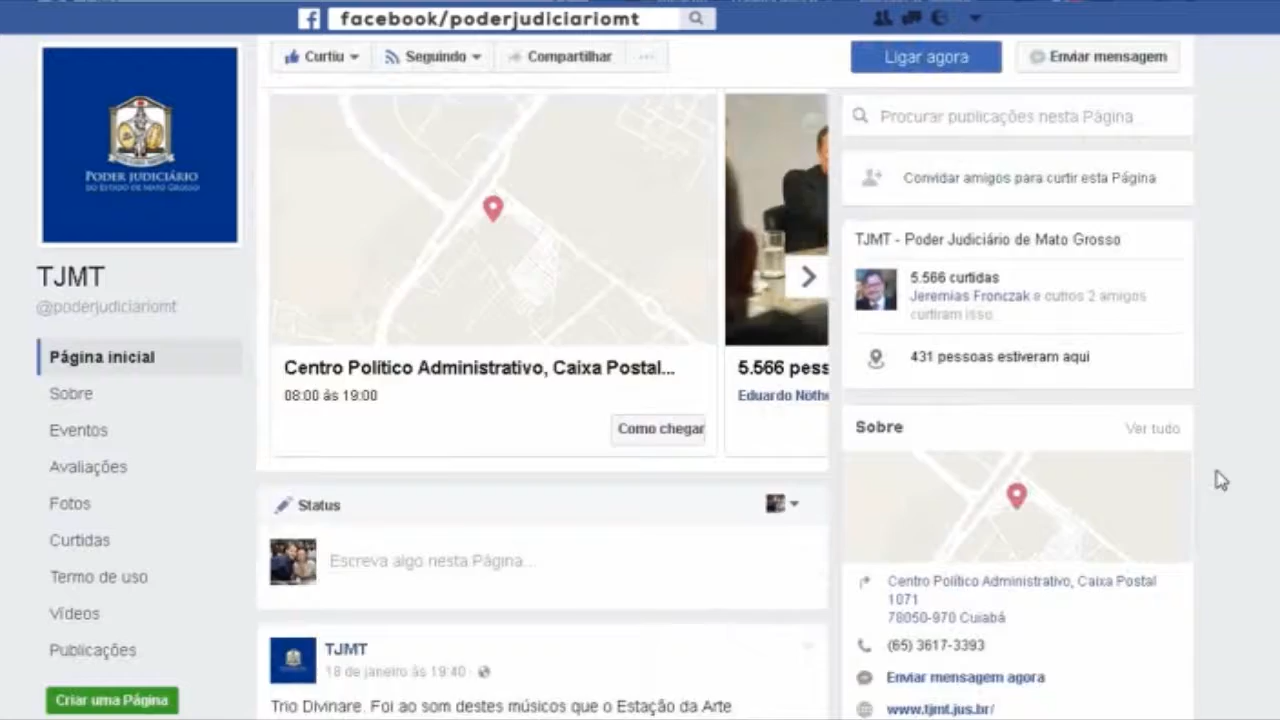 facebook/poderjudiciariomt
Curtiu
Seguindo
Compartilhar
Ligar agora
Enviar mensagem
PODER JUDICIÁRIO
DO ESTADO DE MATO GROSSO
TJMT
@poderjudiciariomt
Página inicial
Sobre
Eventos
Avaliações
Fotos
Curtidas
Termo de uso
Vídeos
Publicações
Criar uma Página
Centro Político Administrativo, Caixa Postal...
08:00 às 19:00
Como chegar
5.566 pess
Eduardo Nöthe
Status
Escreva algo nesta Página...
TJMT
18 de janeiro às 19:40
Trio Divinare. Foi ao som destes músicos que o Estação da Arte
Procurar publicações nesta Página
Convidar amigos para curtir esta Página
TJMT - Poder Judiciário de Mato Grosso
5.566 curtidas
Jeremias Fronczak e outros 2 amigos
curtiram isso
431 pessoas estiveram aqui
Sobre
Ver tudo
Centro Político Administrativo, Caixa Postal
1071
78050-970 Cuiabá
(65) 3617-3393
Enviar mensagem agora
www.tjmt.jus.br/